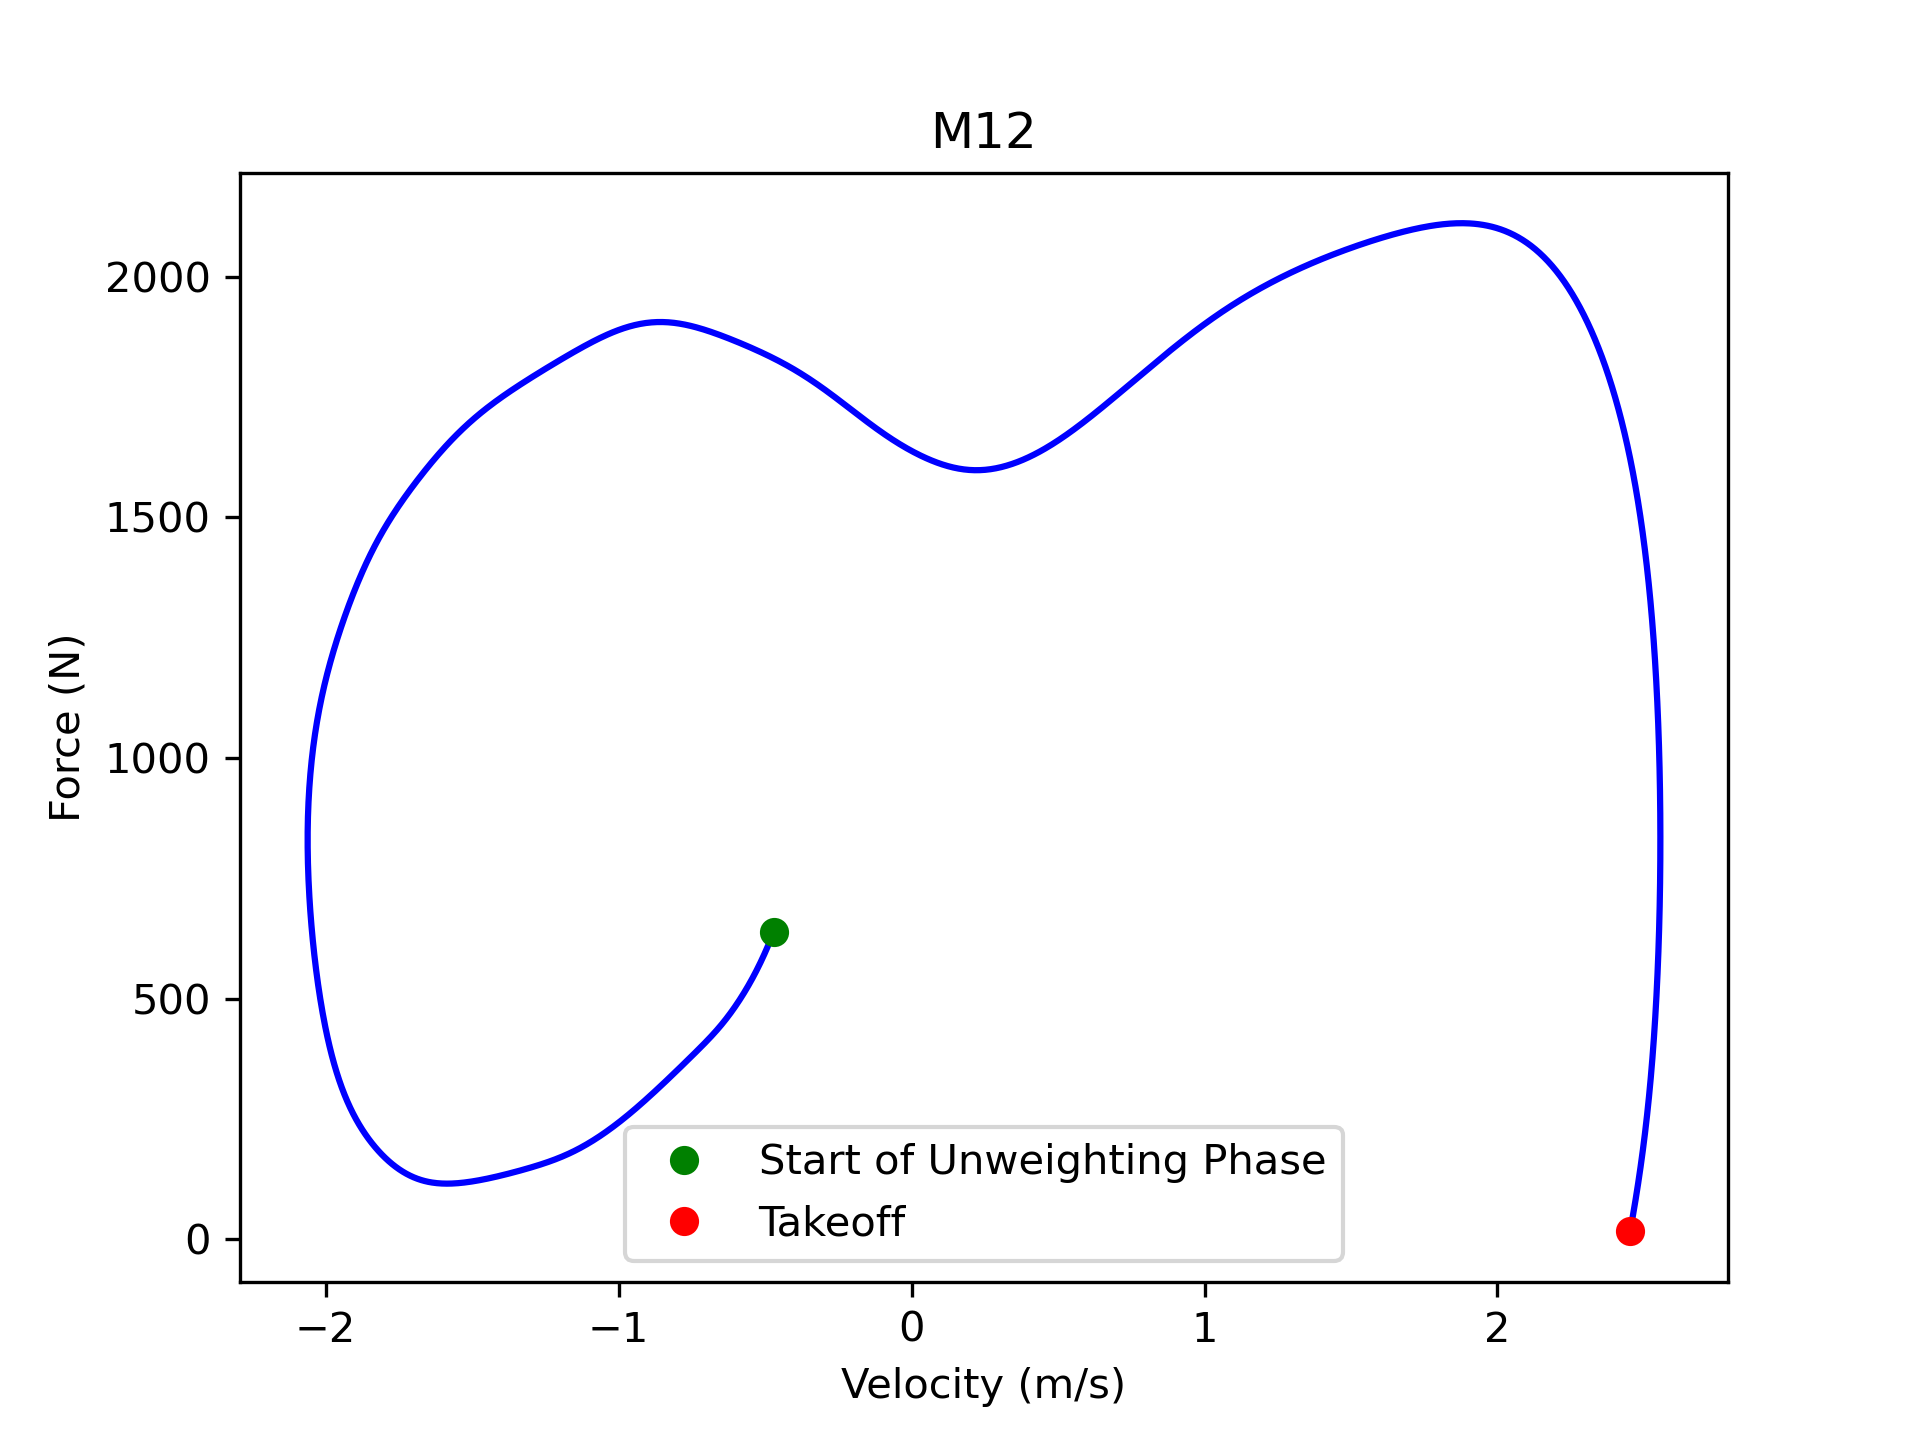 M12
Force (N)
2000
1500
1000
500
0
Start of Unweighting Phase
Takeoff
−2 −1 0 1 2
Velocity (m/s)